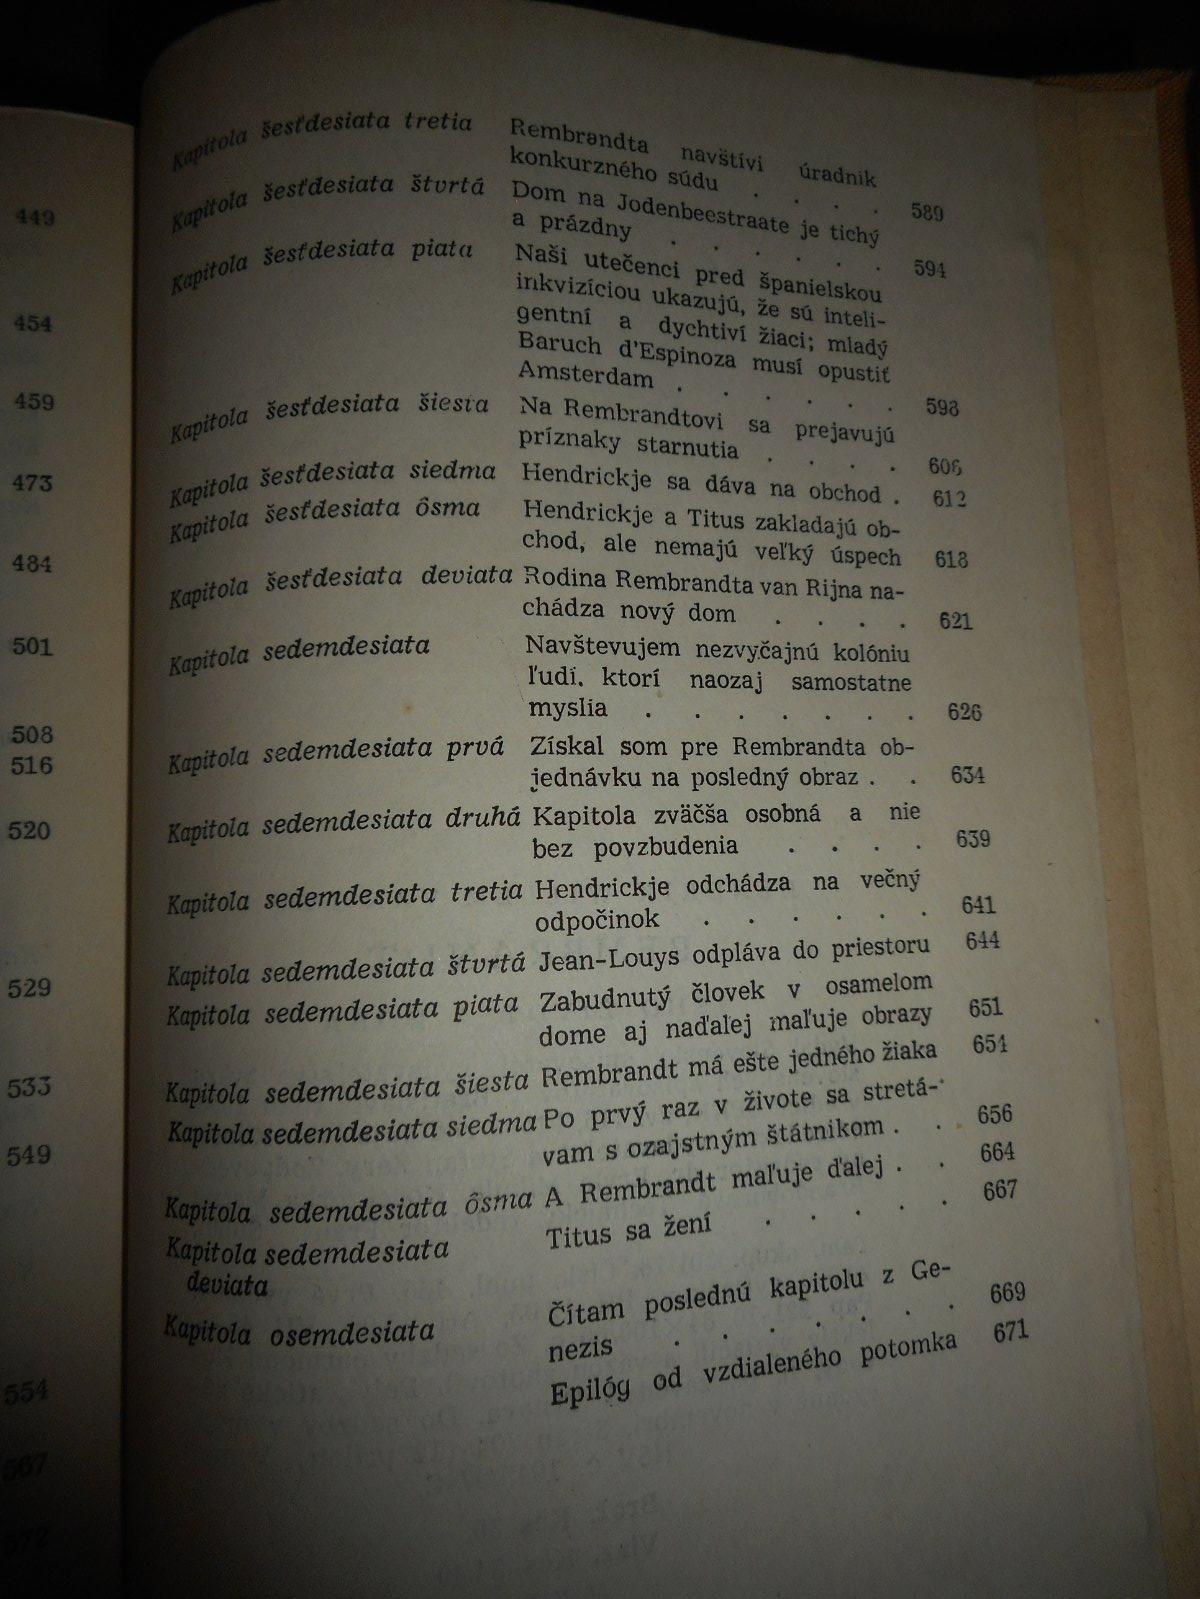 449
454
459
473
484
501
508
516
520
529
533
549
554
567
572
Kapitola šesťdesiata tretia Rembrandta navštívi úradník
konkurzného súdu . . . . 589
Kapitola šesťdesiata štvrtá Dom na Jodenbeestraate je tichý
a prázdny . . . . . . 594
Kapitola šesťdesiata piata Naši utečenci pred španielskou
inkvizíciou ukazujú, že sú inteli-
gentní a dychtiví žiaci; mladý
Baruch d'Espinoza musí opustiť
Amsterdam . . . . . . 598
Kapitola šesťdesiata šiesta Na Rembrandtovi sa prejavujú
príznaky starnutia . . . . 606
Kapitola šesťdesiata siedma Hendrickje sa dáva na obchod . 612
Kapitola šesťdesiata ôsma Hendrickje a Titus zakladajú ob-
chod, ale nemajú veľký úspech 618
Kapitola šesťdesiata deviata Rodina Rembrandta van Rijna na-
chádza nový dom . . . . 621
Kapitola sedemdesiata Navštevujem nezvyčajnú kolóniu
ľudí, ktorí naozaj samostatne
myslia . . . . . . . 626
Kapitola sedemdesiata prvá Získal som pre Rembrandta ob-
jednávku na posledný obraz . . 634
Kapitola sedemdesiata druhá Kapitola zväčša osobná a nie
bez povzbudenia . . . . 639
Kapitola sedemdesiata tretia Hendrickje odchádza na večný
odpočinok . . . . . . 641
Kapitola sedemdesiata štvrtá Jean-Louys odpláva do priestoru 644
Kapitola sedemdesiata piata Zabudnutý človek v osamelom
dome aj naďalej maľuje obrazy 651
Kapitola sedemdesiata šiesta Rembrandt má ešte jedného žiaka 654
Kapitola sedemdesiata siedma Po prvý raz v živote sa stretá-
vam s ozajstným štátnikom . . 656
Kapitola sedemdesiata ôsma A Rembrandt maľuje ďalej . . 664
Kapitola sedemdesiata Titus sa žení . . . . . 667
deviata
Kapitola osemdesiata Čítam poslednú kapitolu z Ge-
nezis . . . . . . . 669
Epilóg od vzdialeného potomka 671